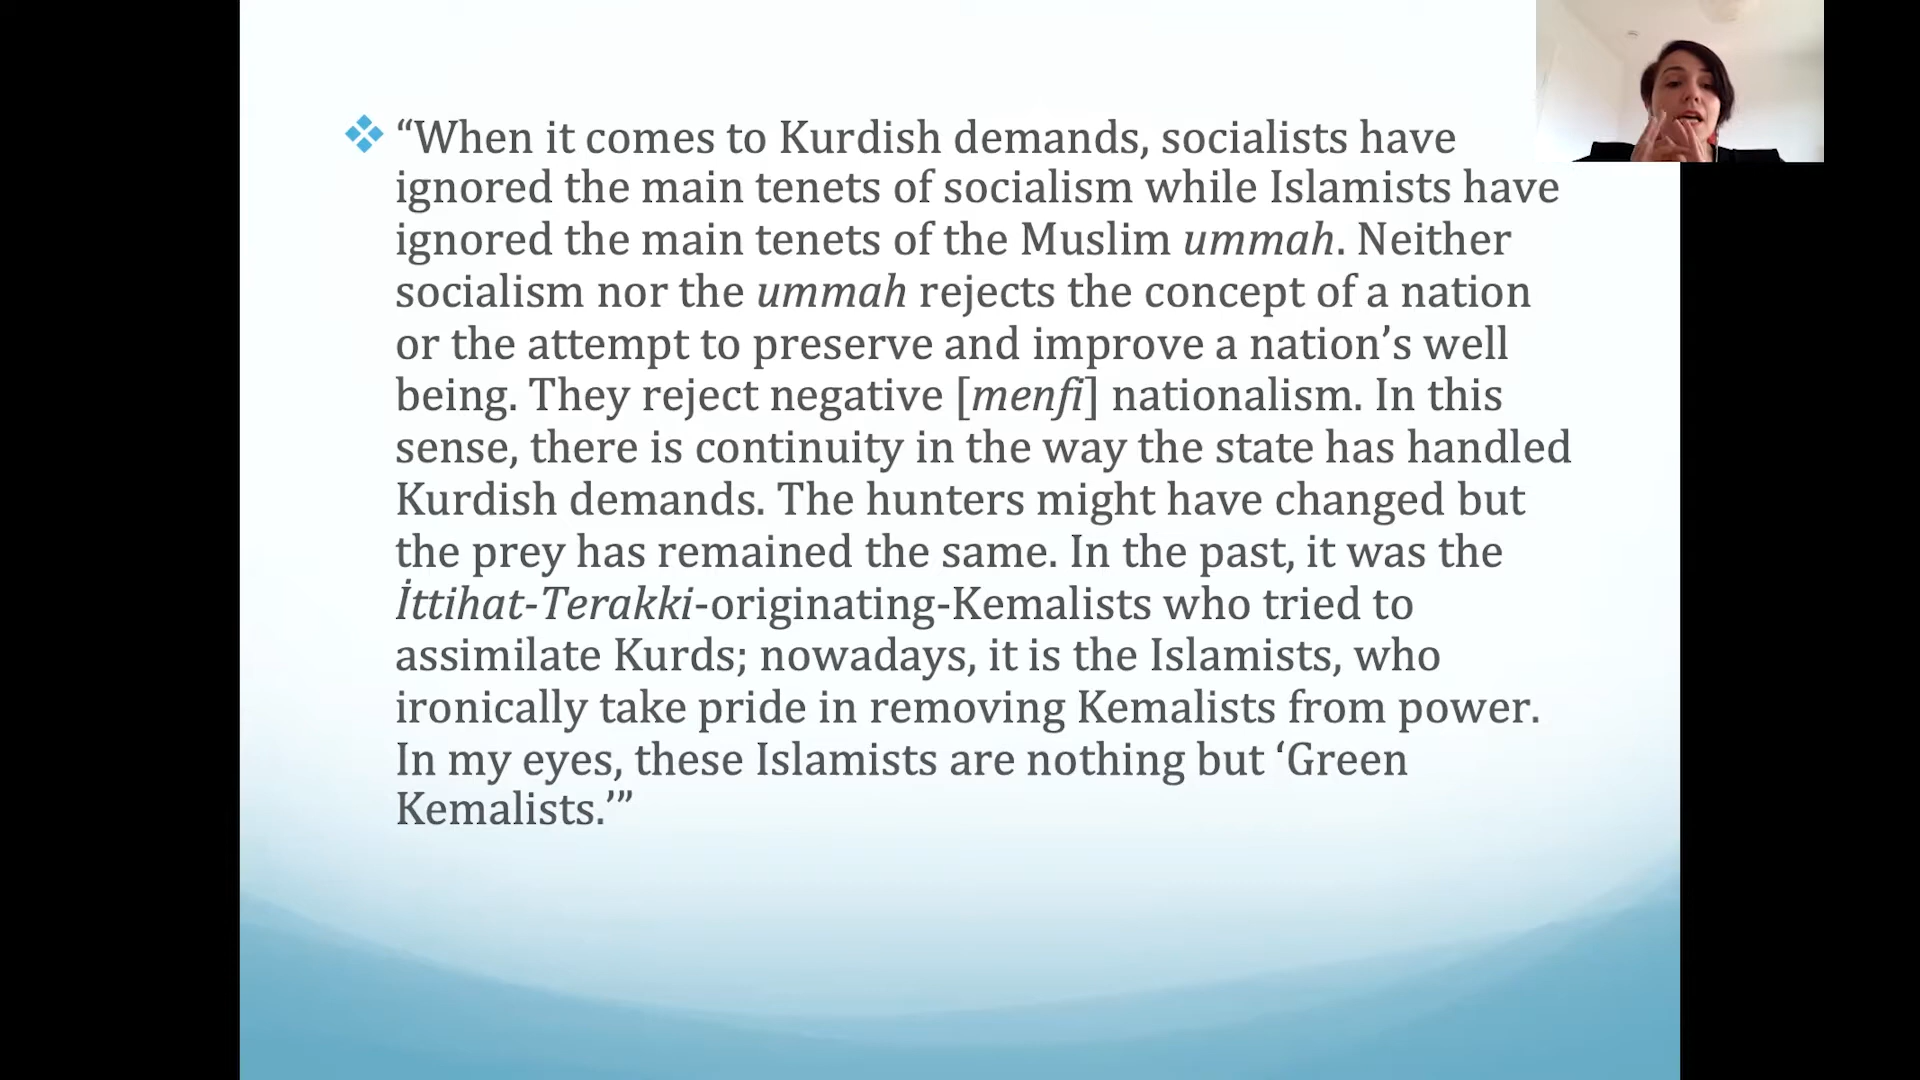 “When it comes to Kurdish demands, socialists have
ignored the main tenets of socialism while Islamists have
ignored the main tenets of the Muslim ummah. Neither
socialism nor the ummah rejects the concept of a nation
or the attempt to preserve and improve a nation’s well
being. They reject negative [menfi] nationalism. In this
sense, there is continuity in the way the state has handled
Kurdish demands. The hunters might have changed but
the prey has remained the same. In the past, it was the
İttihat-Terakki-originating-Kemalists who tried to
assimilate Kurds; nowadays, it is the Islamists, who
ironically take pride in removing Kemalists from power.
In my eyes, these Islamists are nothing but ‘Green
Kemalists.’”